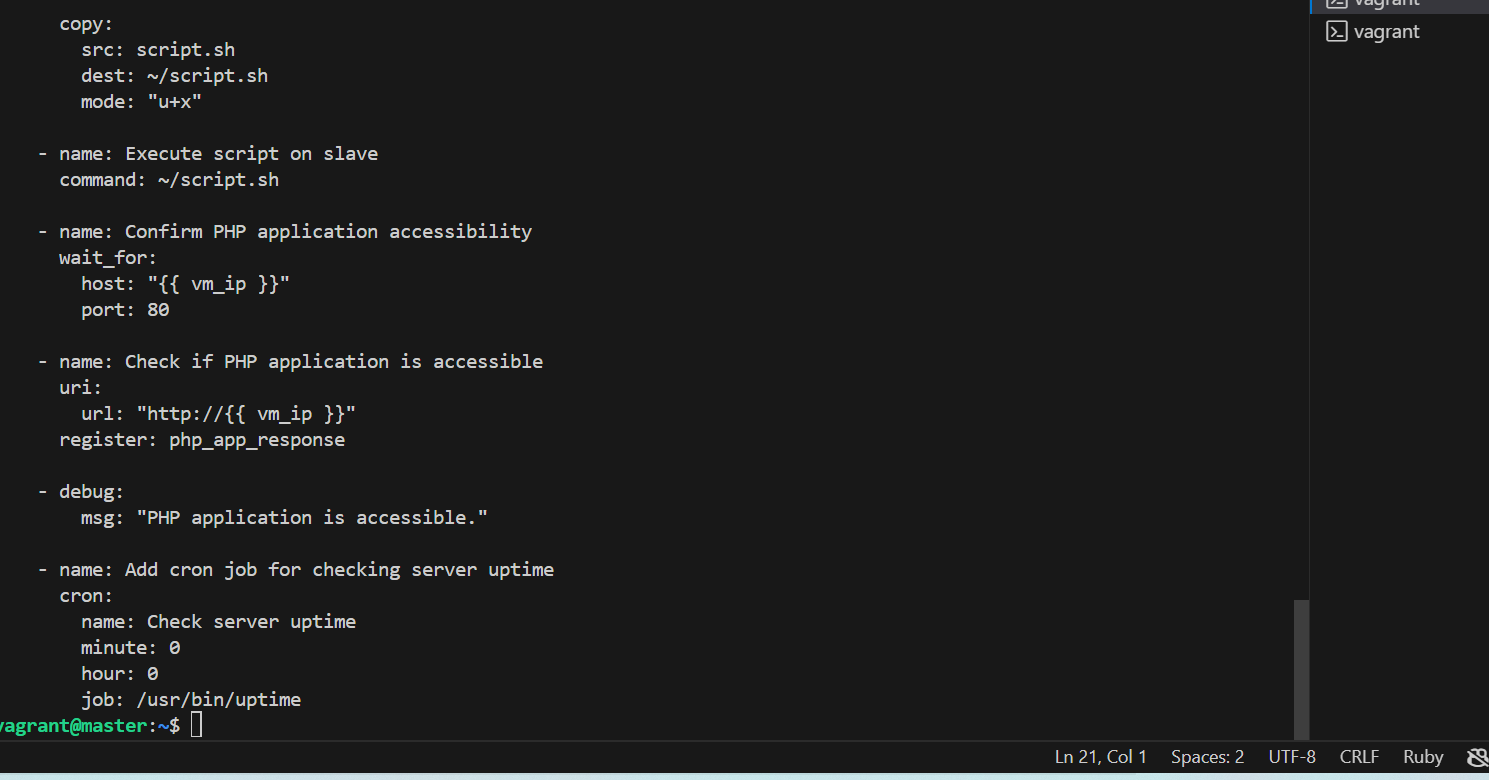 copy:
src: script.sh
dest: ~/script.sh
mode: "u+x"
- name: Execute script on slave
command: ~/script.sh
- name: Confirm PHP application accessibility
wait_for:
host: "{{ vm_ip }}"
port: 80
- name: Check if PHP application is accessible
uri:
url: "http://{{ vm_ip }}"
register: php_app_response
- debug:
msg: "PHP application is accessible."
- name: Add cron job for checking server uptime
cron:
name: Check server uptime
minute: 0
hour: 0
job: /usr/bin/uptime
vagrant@master:~$
vagrant
vagrant
Ln 21, Col 1 Spaces: 2 UTF-8 CRLF Ruby